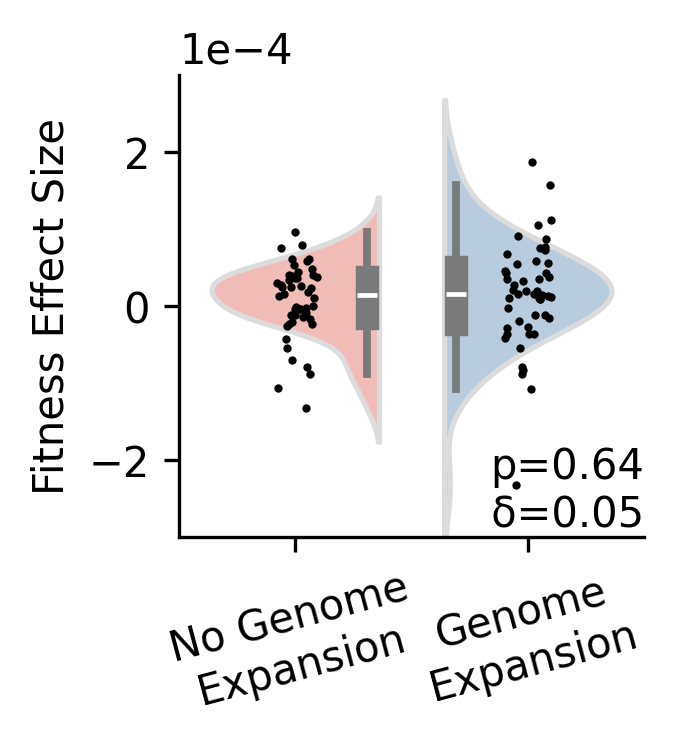 1e−4
Fitness Effect Size
2
0
−2
p=0.64
δ=0.05
No Genome
Expansion
Genome
Expansion